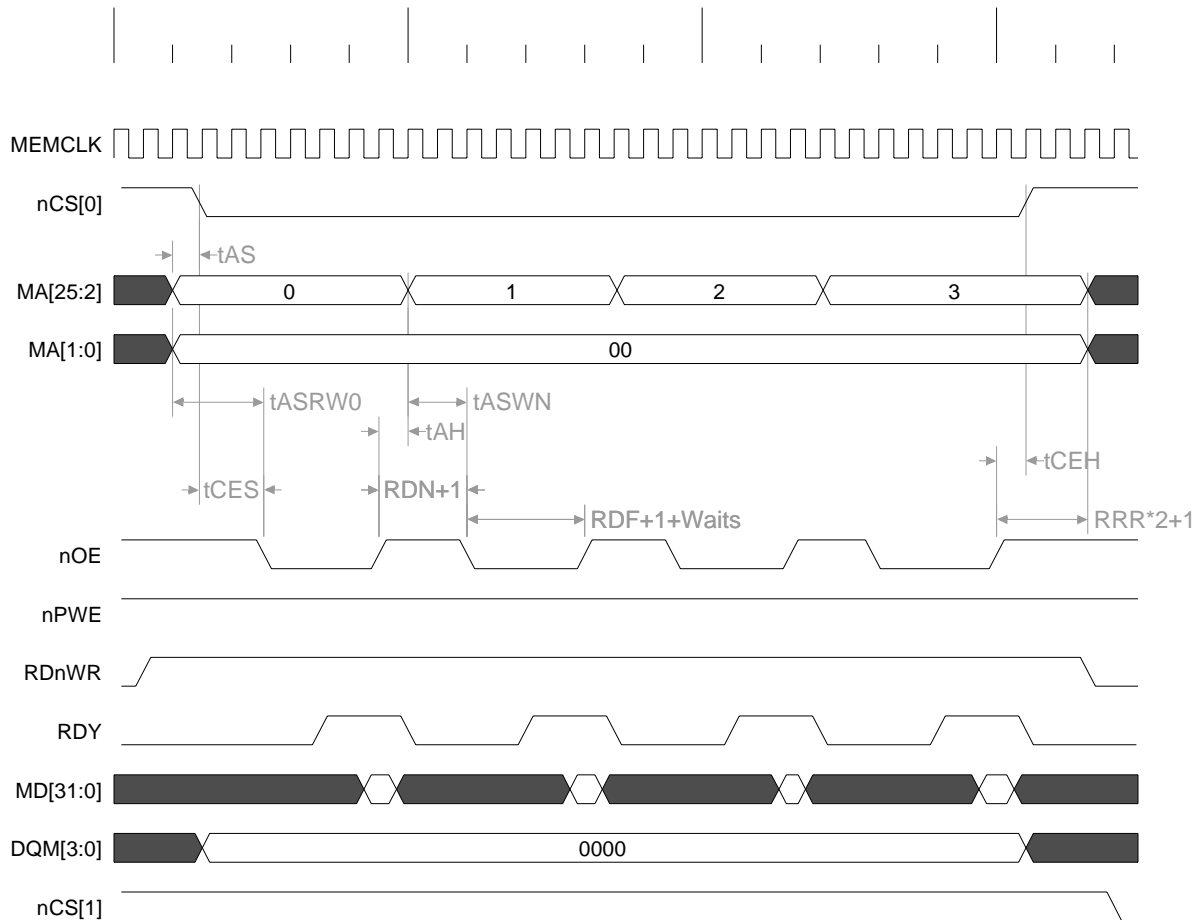 MEMCLK
nCS[0]
tAS
MA[25:2] 0 1 2 3
MA[1:0] 00
tASRW0 tASWN
tAH
tCEH
tCES RDN+1
RDF+1+Waits RRR*2+1
nOE
nPWE
RDnWR
RDY
MD[31:0]
DQM[3:0] 0000
nCS[1]